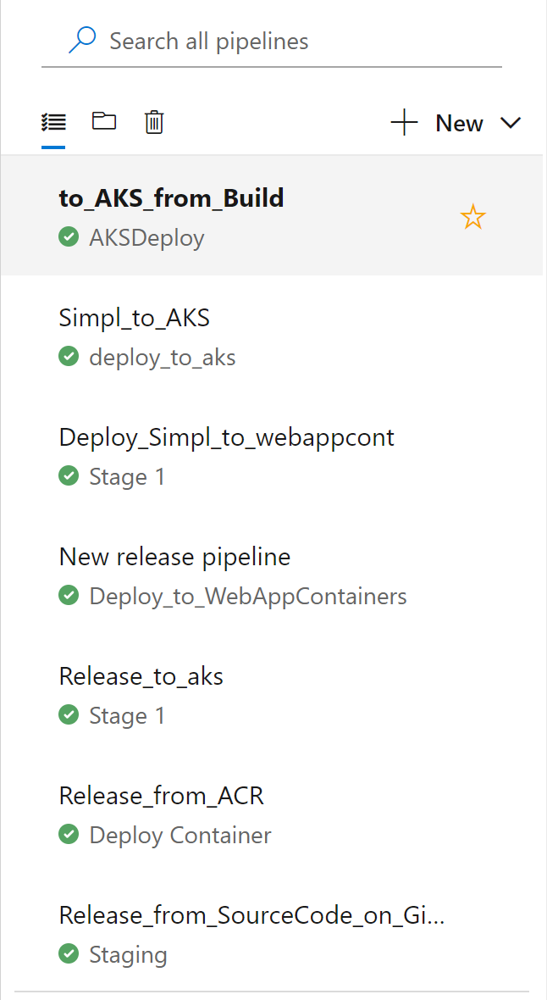 Search all pipelines
New
to_AKS_from_Build
AKSDeploy
Simpl_to_AKS
deploy_to_aks
Deploy_Simpl_to_webappcont
Stage 1
New release pipeline
Deploy_to_WebAppContainers
Release_to_aks
Stage 1
Release_from_ACR
Deploy Container
Release_from_SourceCode_on_Gi...
Staging